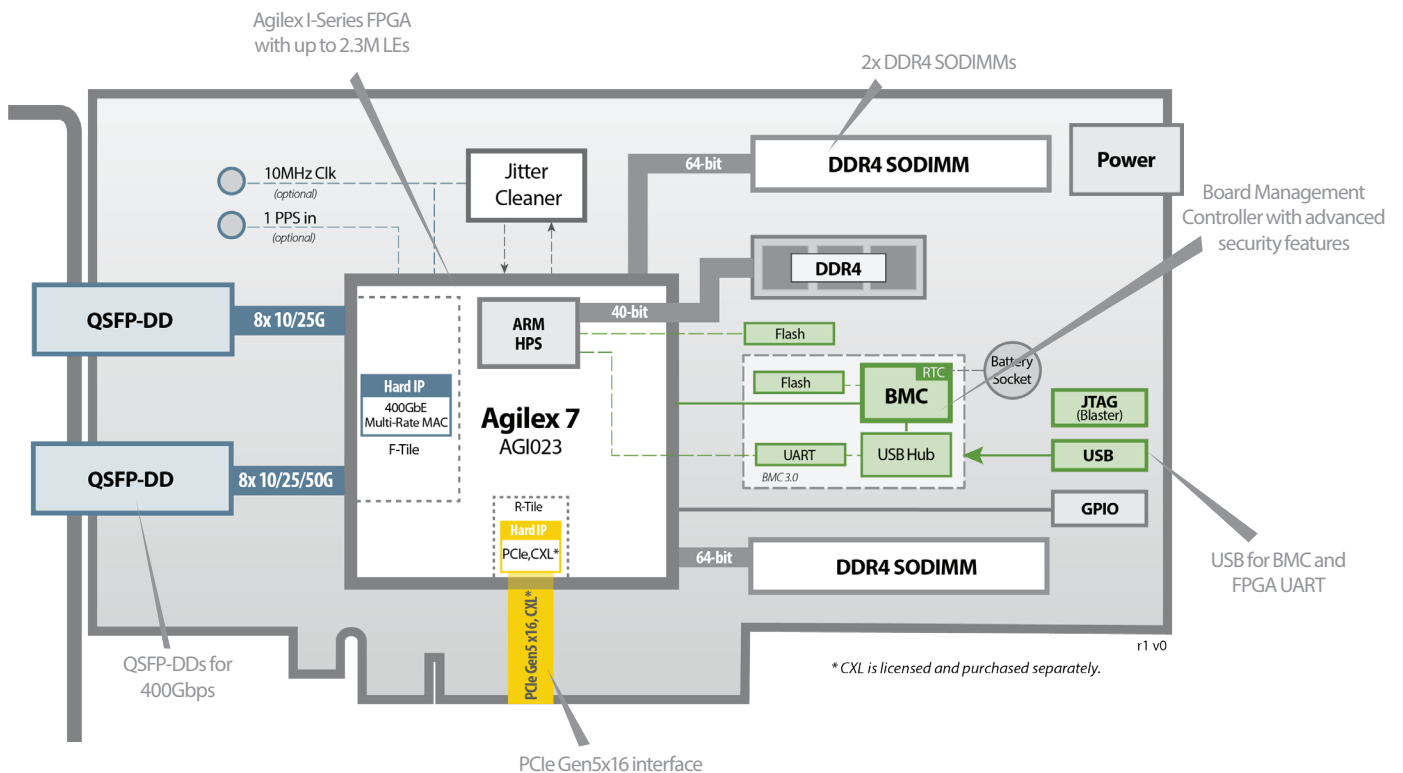 Agilex I-Series FPGA
with up to 2.3M LEs
2x DDR4 SODIMMs
10MHz Clk
(optional)
1 PPS in
(optional)
Jitter
Cleaner
64-bit
DDR4 SODIMM
Power
Board Management
Controller with advanced
security features
DDR4
40-bit
QSFP-DD
8x 10/25G
ARM
HPS
Flash
Flash
RTC
BMC
Battery
Socket
Hard IP
400GbE
Multi-Rate MAC
F-Tile
Agilex 7
AGI023
JTAG
(Blaster)
UART
USB Hub
BMC 3.0
USB
QSFP-DD
8x 10/25/50G
R-Tile
Hard IP
PCIe,CXL*
GPIO
64-bit
DDR4 SODIMM
USB for BMC and
FPGA UART
PCIe Gen5 x16, CXL*
r1 v0
* CXL is licensed and purchased separately.
QSFP-DDs for
400Gbps
PCIe Gen5x16 interface